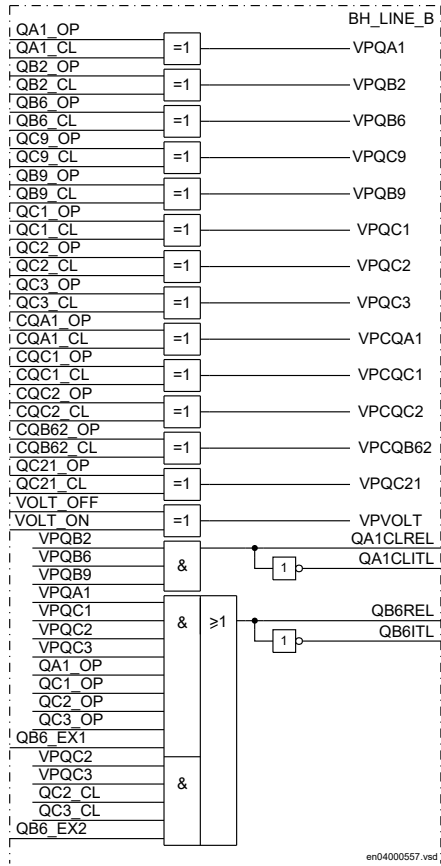 BH_LINE_B
QA1_OP
QA1_CL
=1
VPQA1
QB2_OP
QB2_CL
=1
VPQB2
QB6_OP
QB6_CL
=1
VPQB6
QC9_OP
QC9_CL
=1
VPQC9
QB9_OP
QB9_CL
=1
VPQB9
QC1_OP
QC1_CL
=1
VPQC1
QC2_OP
QC2_CL
=1
VPQC2
QC3_OP
QC3_CL
=1
VPQC3
CQA1_OP
CQA1_CL
=1
VPCQA1
CQC1_OP
CQC1_CL
=1
VPCQC1
CQC2_OP
CQC2_CL
=1
VPCQC2
CQB62_OP
CQB62_CL
=1
VPCQB62
QC21_OP
QC21_CL
=1
VPQC21
VOLT_OFF
VOLT_ON
=1
VPVOLT
VPQB2
VPQB6
VPQB9
&
QA1CLREL
1
QA1CLITL
VPQA1
VPQC1
VPQC2
VPQC3
QA1_OP
QC1_OP
QC2_OP
QC3_OP
QB6_EX1
&
≥1
QB6REL
1
QB6ITL
VPQC2
VPQC3
QC2_CL
QC3_CL
QB6_EX2
&
en04000557.vsd